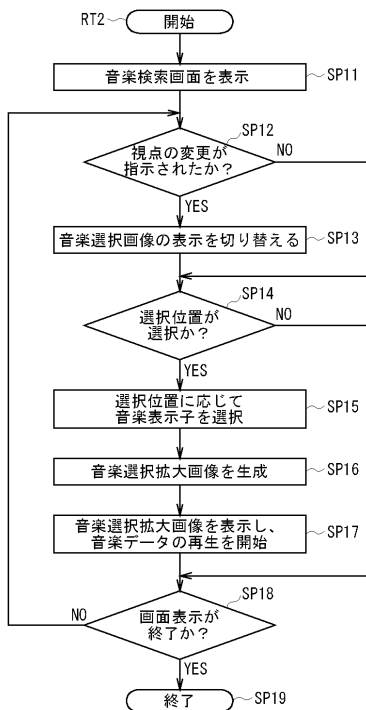 RT2
開始
音楽検索画面を表示
SP11
SP12
視点の変更が
指示されたか?
NO
YES
音楽選択画像の表示を切り替える
SP13
SP14
選択位置が
選択か?
NO
YES
選択位置に応じて
音楽表示子を選択
SP15
音楽選択拡大画像を生成
SP16
音楽選択拡大画像を表示し、
音楽データの再生を開始
SP17
SP18
画面表示が
終了か?
NO
YES
終了
SP19